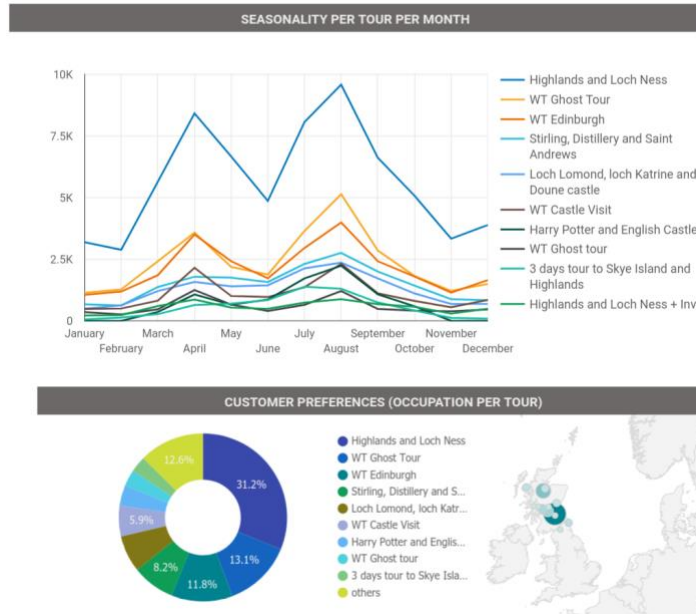 SEASONALITY PER TOUR PER MONTH
10K
7.5K
5K
2.5K
0
January
February
March
April
May
June
July
August
September
October
November
December
Highlands and Loch Ness
WT Ghost Tour
WT Edinburgh
Stirling, Distillery and Saint
Andrews
Loch Lomond, loch Katrine and
Doune castle
WT Castle Visit
Harry Potter and English Castle
WT Ghost tour
3 days tour to Skye Island and
Highlands
Highlands and Loch Ness + Inv
CUSTOMER PREFERENCES (OCCUPATION PER TOUR)
12.6%
31.2%
5.9%
8.2%
11.8%
13.1%
Highlands and Loch Ness
WT Ghost Tour
WT Edinburgh
Stirling, Distillery and S...
Loch Lomond, loch Katr...
WT Castle Visit
Harry Potter and Englis...
WT Ghost tour
3 days tour to Skye Isla...
others